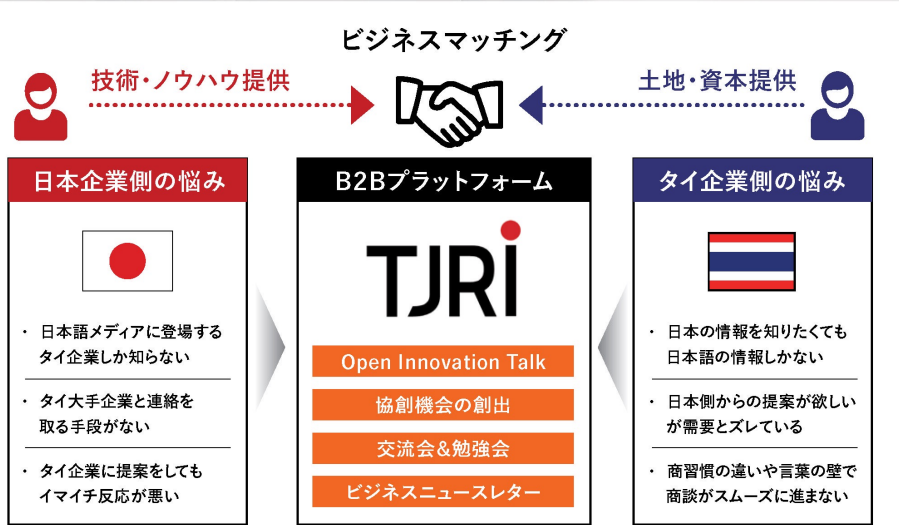 ビジネスマッチング
技術・ノウハウ提供
土地・資本提供
日本企業側の悩み
・ 日本語メディアに登場する
タイ企業しか知らない
・ タイ大手企業と連絡を
取る手段がない
・ タイ企業に提案をしても
イマイチ反応が悪い
B2Bプラットフォーム
TJRi
Open Innovation Talk
協創機会の創出
交流会&勉強会
ビジネスニュースレター
タイ企業側の悩み
・ 日本の情報を知りたくても
日本語の情報しかない
・ 日本側からの提案が欲しい
が需要とズレている
・ 商習慣の違いや言葉の壁で
商談がスムーズに進まない